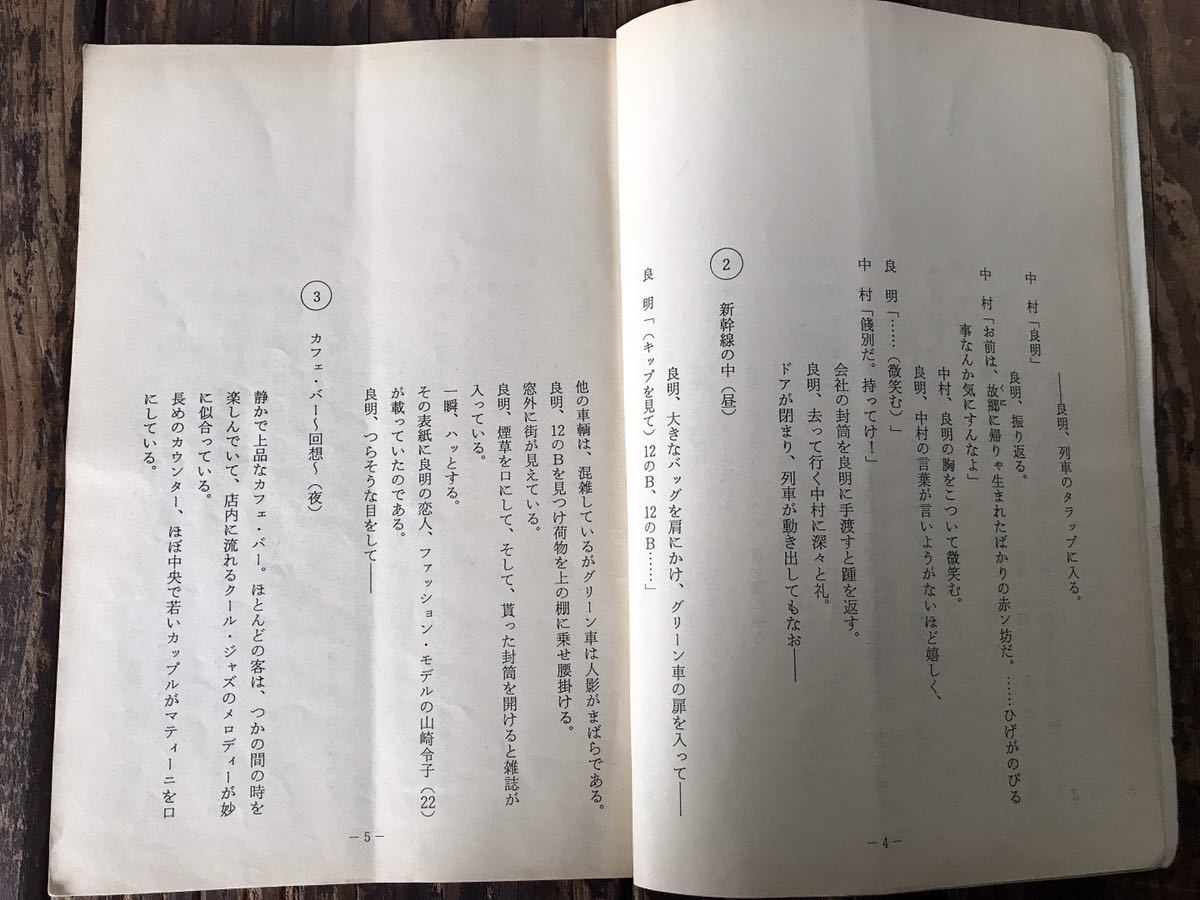 ――良明、列車のタラップに入る。
中　村「良明」
良明、振り返る。
中　村「お前は、故郷に帰りゃ生まれたばかりの赤ン坊だ。……ひげがのびる
くに
事なんか気にすんなよ」
中村、良明の胸をこついて微笑む。
良明、中村の言葉が言いようがないほど嬉しく、
良　明「……（微笑む）」
中　村「餞別だ。持ってけ！」
会社の封筒を良明に手渡すと踵を返す。
良明、去って行く中村に深々と礼。
ドアが閉まり、列車が動き出してもなお――
② 新幹線の中（昼）
良明、大きなバッグを肩にかけ、グリーン車の扉を入って――
良　明「（キップを見て）12のB、12のB……」
－4－
他の車輌は、混雑しているがグリーン車は人影がまばらである。
良明、12のBを見つけ荷物を上の棚に乗せ腰掛ける。
窓外に街が見えている。
良明、煙草を口にして、そして、貰った封筒を開けると雑誌が
入っている。
一瞬、ハッとする。
その表紙に良明の恋人、ファッション・モデルの山崎令子（22）
が載っていたのである。
良明、つらそうな目をして――
③ カフェ・バー～回想～（夜）
静かで上品なカフェ・バー。ほとんどの客は、つかの間の時を
楽しんでいて、店内に流れるクール・ジャズのメロディーが妙
に似合っている。
長めのカウンター、ほぼ中央で若いカップルがマティーニを口
にしている。
－5－